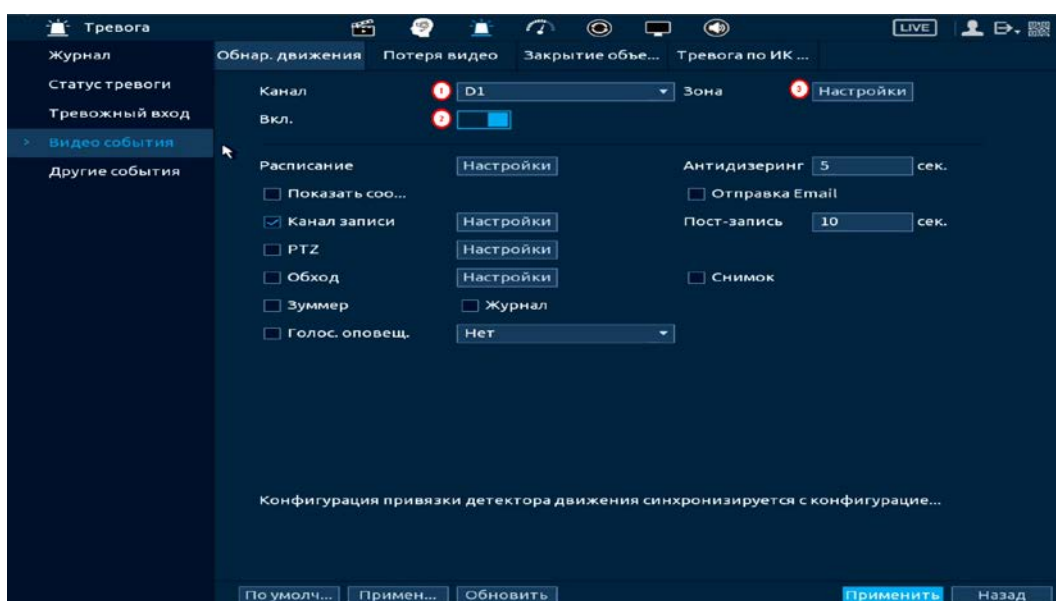 Тревога
LIVE
Журнал
Статус тревоги
Тревожный вход
Видео события
Другие события
Обнар. движения Потеря видео Закрытие объе... Тревога по ИК ...
Канал 1 D1 Зона 3 Настройки
Вкл. 2
Расписание Настройки Антидизеринг 5 сек.
Показать соо... Отправка Email
Канал записи Настройки Пост-запись 10 сек.
PTZ Настройки
Обход Настройки Снимок
Зуммер Журнал
Голос. оповещ. Нет
Конфигурация привязки детектора движения синхронизируется с конфигурацие...
По умолч... Примен... Обновить Применить Назад